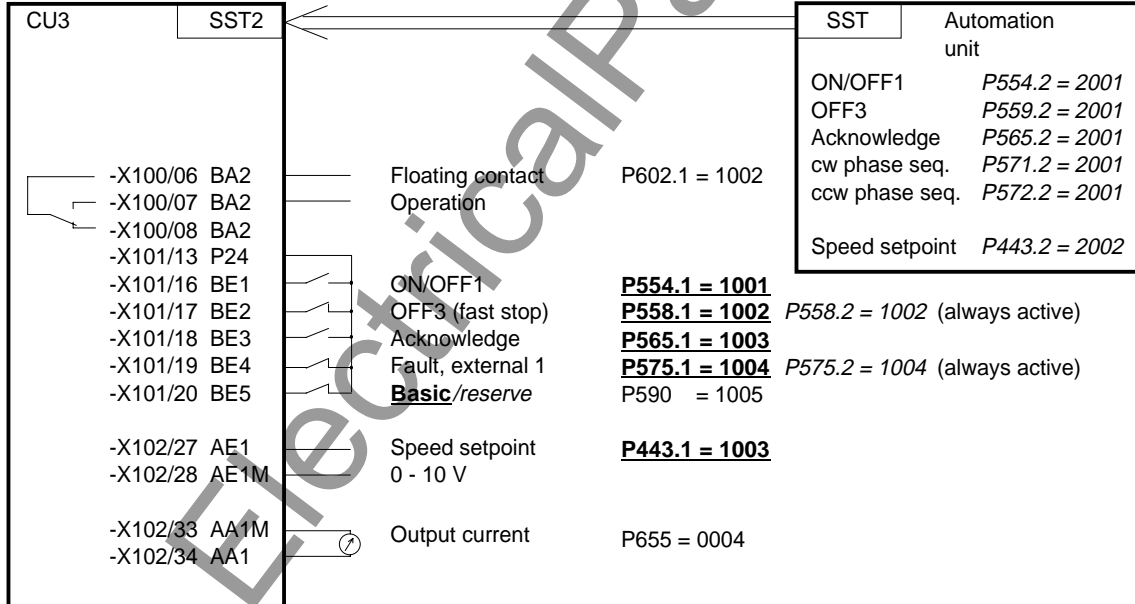 CU3 SST2 SST Automation
unit
ON/OFF1 P554.2 = 2001
OFF3 P559.2 = 2001
Acknowledge P565.2 = 2001
cw phase seq. P571.2 = 2001
ccw phase seq. P572.2 = 2001
Speed setpoint P443.2 = 2002
-X100/06 BA2 Floating contact P602.1 = 1002
-X100/07 BA2 Operation
-X100/08 BA2
-X101/13 P24
-X101/16 BE1 ON/OFF1 P554.1 = 1001
-X101/17 BE2 OFF3 (fast stop) P558.1 = 1002 P558.2 = 1002 (always active)
-X101/18 BE3 Acknowledge P565.1 = 1003
-X101/19 BE4 Fault, external 1 P575.1 = 1004 P575.2 = 1004 (always active)
-X101/20 BE5 Basic/reserve P590 = 1005
-X102/27 AE1 Speed setpoint P443.1 = 1003
-X102/28 AE1M 0 - 10 V
-X102/33 AA1M Output current P655 = 0004
-X102/34 AA1
ElectricalPa